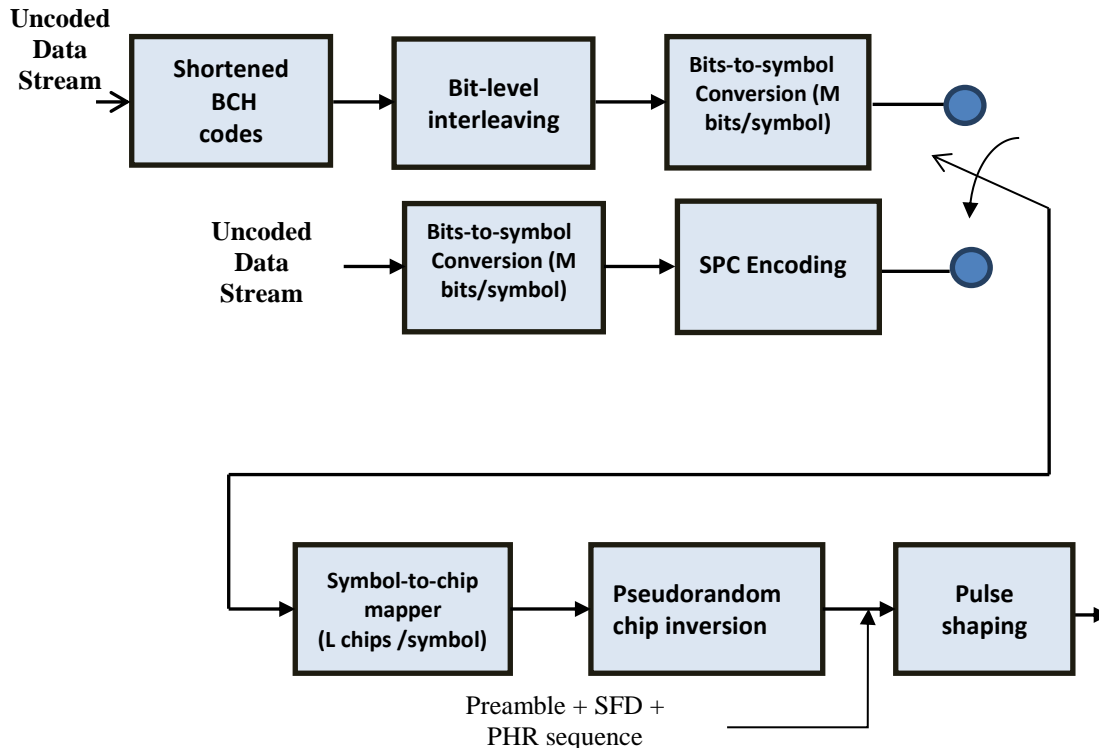 Uncoded
Data
Stream
Shortened
BCH
codes
Bit-level
interleaving
Bits-to-symbol
Conversion (M
bits/symbol)
Uncoded
Data
Stream
Bits-to-symbol
Conversion (M
bits/symbol)
SPC Encoding
Symbol-to-chip
mapper
(L chips /symbol)
Pseudorandom
chip inversion
Pulse
shaping
Preamble + SFD +
PHR sequence